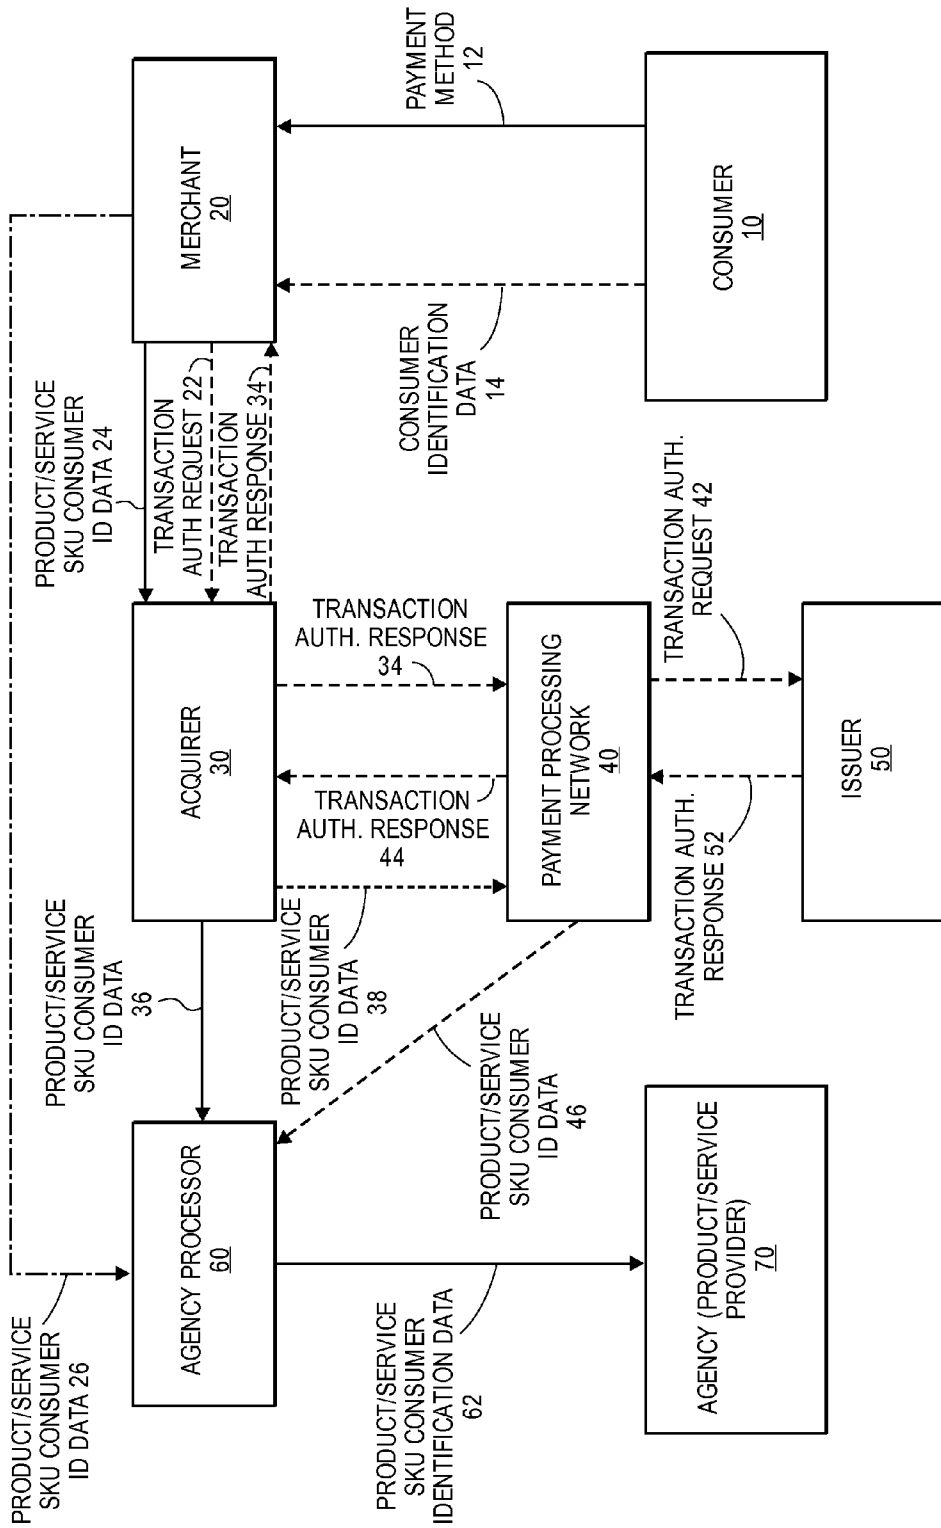 PRODUCT/SERVICE
SKU CONSUMER
ID DATA 26
PRODUCT/SERVICE
SKU CONSUMER
ID DATA
36
PRODUCT/SERVICE
SKU CONSUMER
ID DATA 24
TRANSACTION
AUTH REQUEST 22
TRANSACTION
AUTH RESPONSE 34
AGENCY PROCESSOR
60
ACQUIRER
30
MERCHANT
20
PRODUCT/SERVICE
SKU CONSUMER
IDENTIFICATION DATA
62
PRODUCT/SERVICE
SKU CONSUMER
ID DATA
38
PRODUCT/SERVICE
SKU CONSUMER
ID DATA
46
TRANSACTION
AUTH. RESPONSE
44
TRANSACTION
AUTH. RESPONSE
34
CONSUMER
IDENTIFICATION
DATA
14
PAYMENT
METHOD
12
PAYMENT PROCESSING
NETWORK
40
AGENCY (PRODUCT/SERVICE
PROVIDER)
70
CONSUMER
10
TRANSACTION AUTH.
RESPONSE 52
TRANSACTION AUTH.
REQUEST 42
ISSUER
50